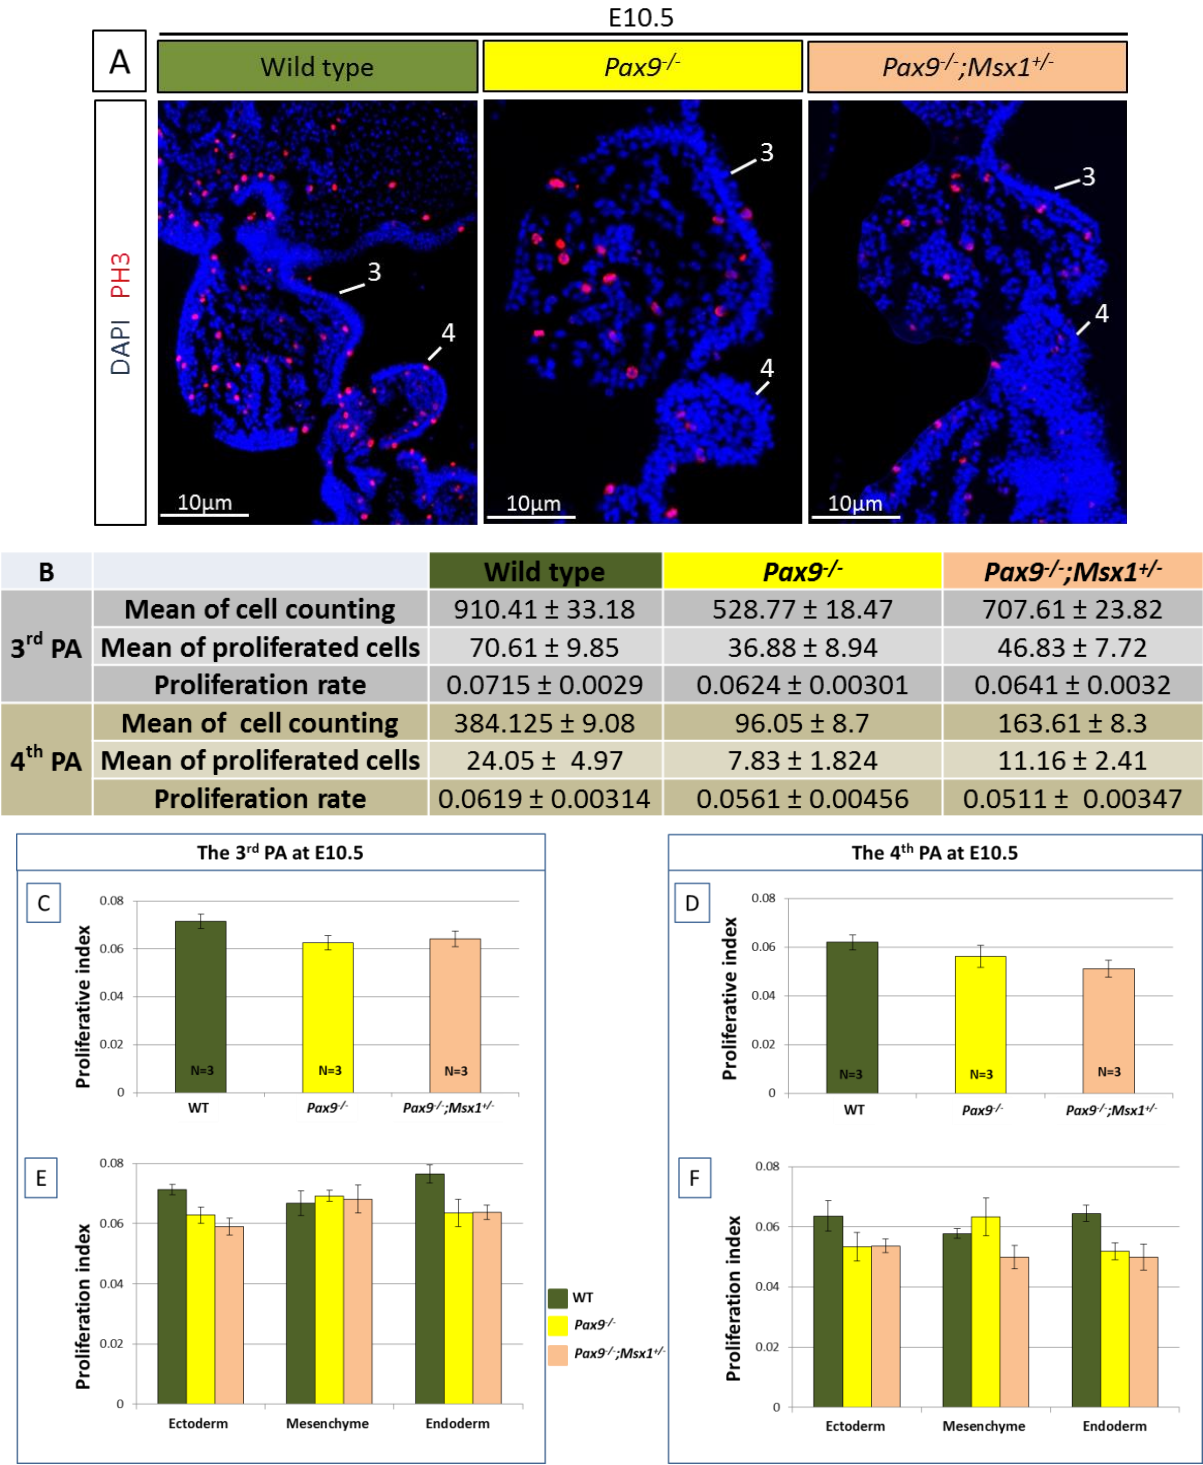 E10.5
A
Wild type
Pax9-/-
Pax9-/-;Msx1+/-
DAPI PH3
3
4
10µm
3
4
10µm
3
4
10µm
B Wild type Pax9-/- Pax9-/-;Msx1+/-
3rd PA
Mean of cell counting 910.41 ± 33.18 528.77 ± 18.47 707.61 ± 23.82
Mean of proliferated cells 70.61 ± 9.85 36.88 ± 8.94 46.83 ± 7.72
Proliferation rate 0.0715 ± 0.0029 0.0624 ± 0.00301 0.0641 ± 0.0032
4th PA
Mean of cell counting 384.125 ± 9.08 96.05 ± 8.7 163.61 ± 8.3
Mean of proliferated cells 24.05 ± 4.97 7.83 ± 1.824 11.16 ± 2.41
Proliferation rate 0.0619 ± 0.00314 0.0561 ± 0.00456 0.0511 ± 0.00347
The 3rd PA at E10.5
C
Proliferative index
0.08
0.06
0.04
0.02
0
N=3 N=3 N=3
WT Pax9-/- Pax9-/-;Msx1+/-
E
Proliferation index
0.08
0.06
0.04
0.02
0
Ectoderm Mesenchyme Endoderm
WT
Pax9-/-
Pax9-/-;Msx1+/-
The 4th PA at E10.5
D
Proliferative index
0.08
0.06
0.04
0.02
0
N=3 N=3 N=3
WT Pax9-/- Pax9-/-;Msx1+/-
F
Proliferation index
0.08
0.06
0.04
0.02
0
Ectoderm Mesenchyme Endoderm